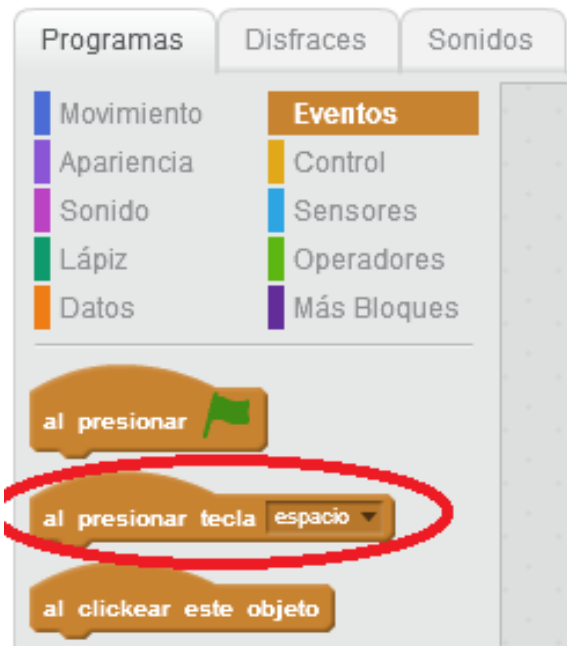 Programas Disfraces Sonidos
Movimiento Eventos
Apariencia Control
Sonido Sensores
Lápiz Operadores
Datos Más Bloques
al presionar
al presionar tecla espacio
al clickear este objeto